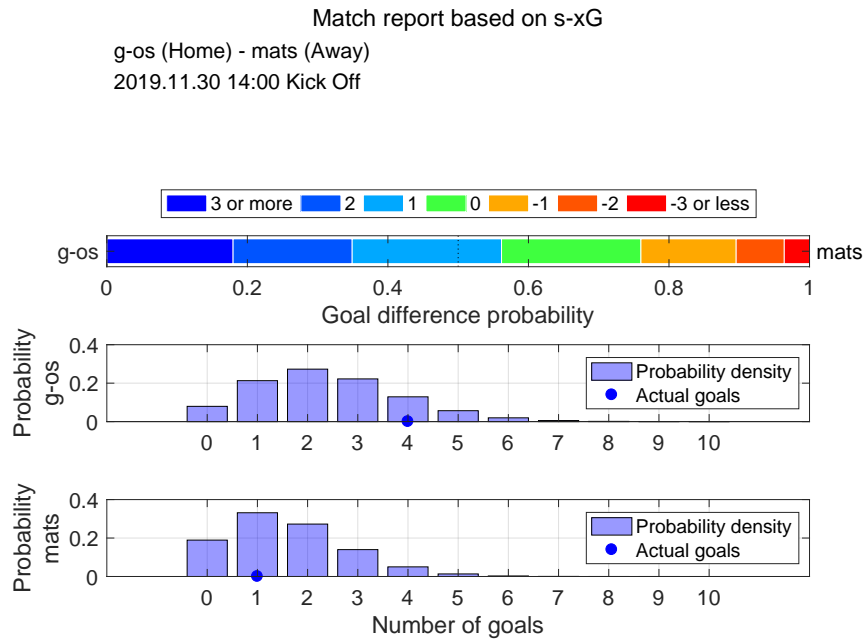 Match report based on s-xG
g-os (Home) - mats (Away)
2019.11.30 14:00 Kick Off
3 or more 2 1 0 -1 -2 -3 or less
g-os mats
0 0.2 0.4 0.6 0.8 1
Goal difference probability
Probability
g-os
0.4
0.2
0
Probability density
Actual goals
0 1 2 3 4 5 6 7 8 9 10
Probability
mats
0.4
0.2
0
Probability density
Actual goals
0 1 2 3 4 5 6 7 8 9 10
Number of goals